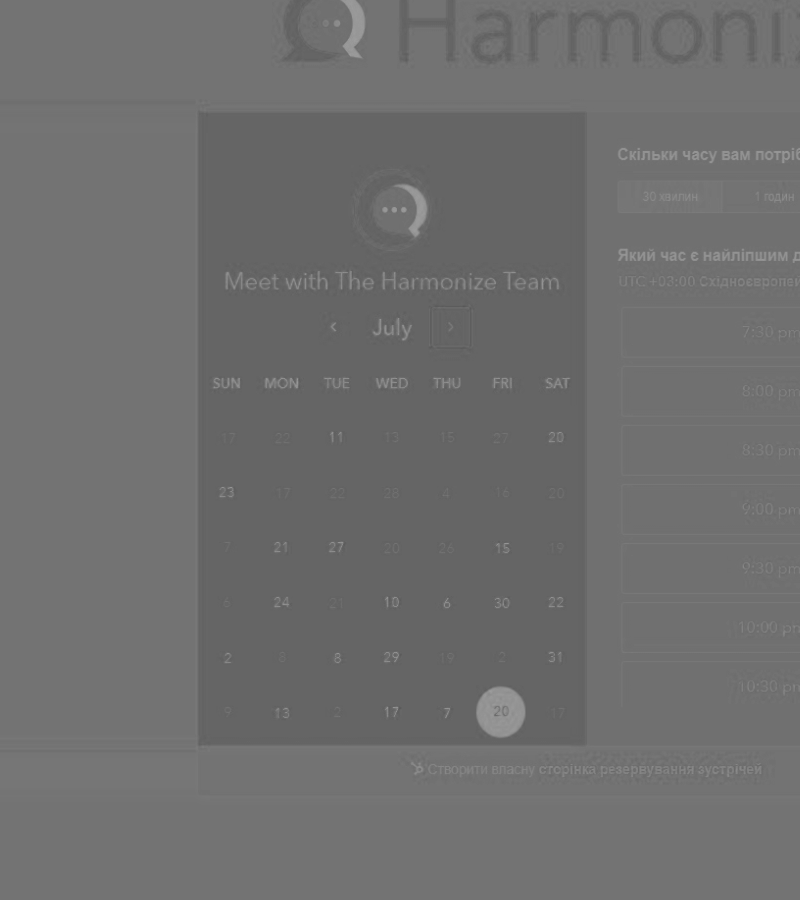 Harmoni
Скільки часу вам потріб
30 хвилин 1 годин
Meet with The Harmonize Team
Який час є найліпшим д
UTC +03:00 Східноєвропей
‹ July ›
7:30 pm
SUN MON TUE WED THU FRI SAT
8:00 pm
17 22 11 13 15 27 20
8:30 pm
23 17 22 28 4 16 20
9:00 pm
7 21 27 20 26 15 19
9:30 pm
6 24 21 10 6 30 22
10:00 pm
2 8 8 29 19 2 31
10:30 pm
9 13 2 17 7 20 17
Створити власну сторінка резервування зустрічей